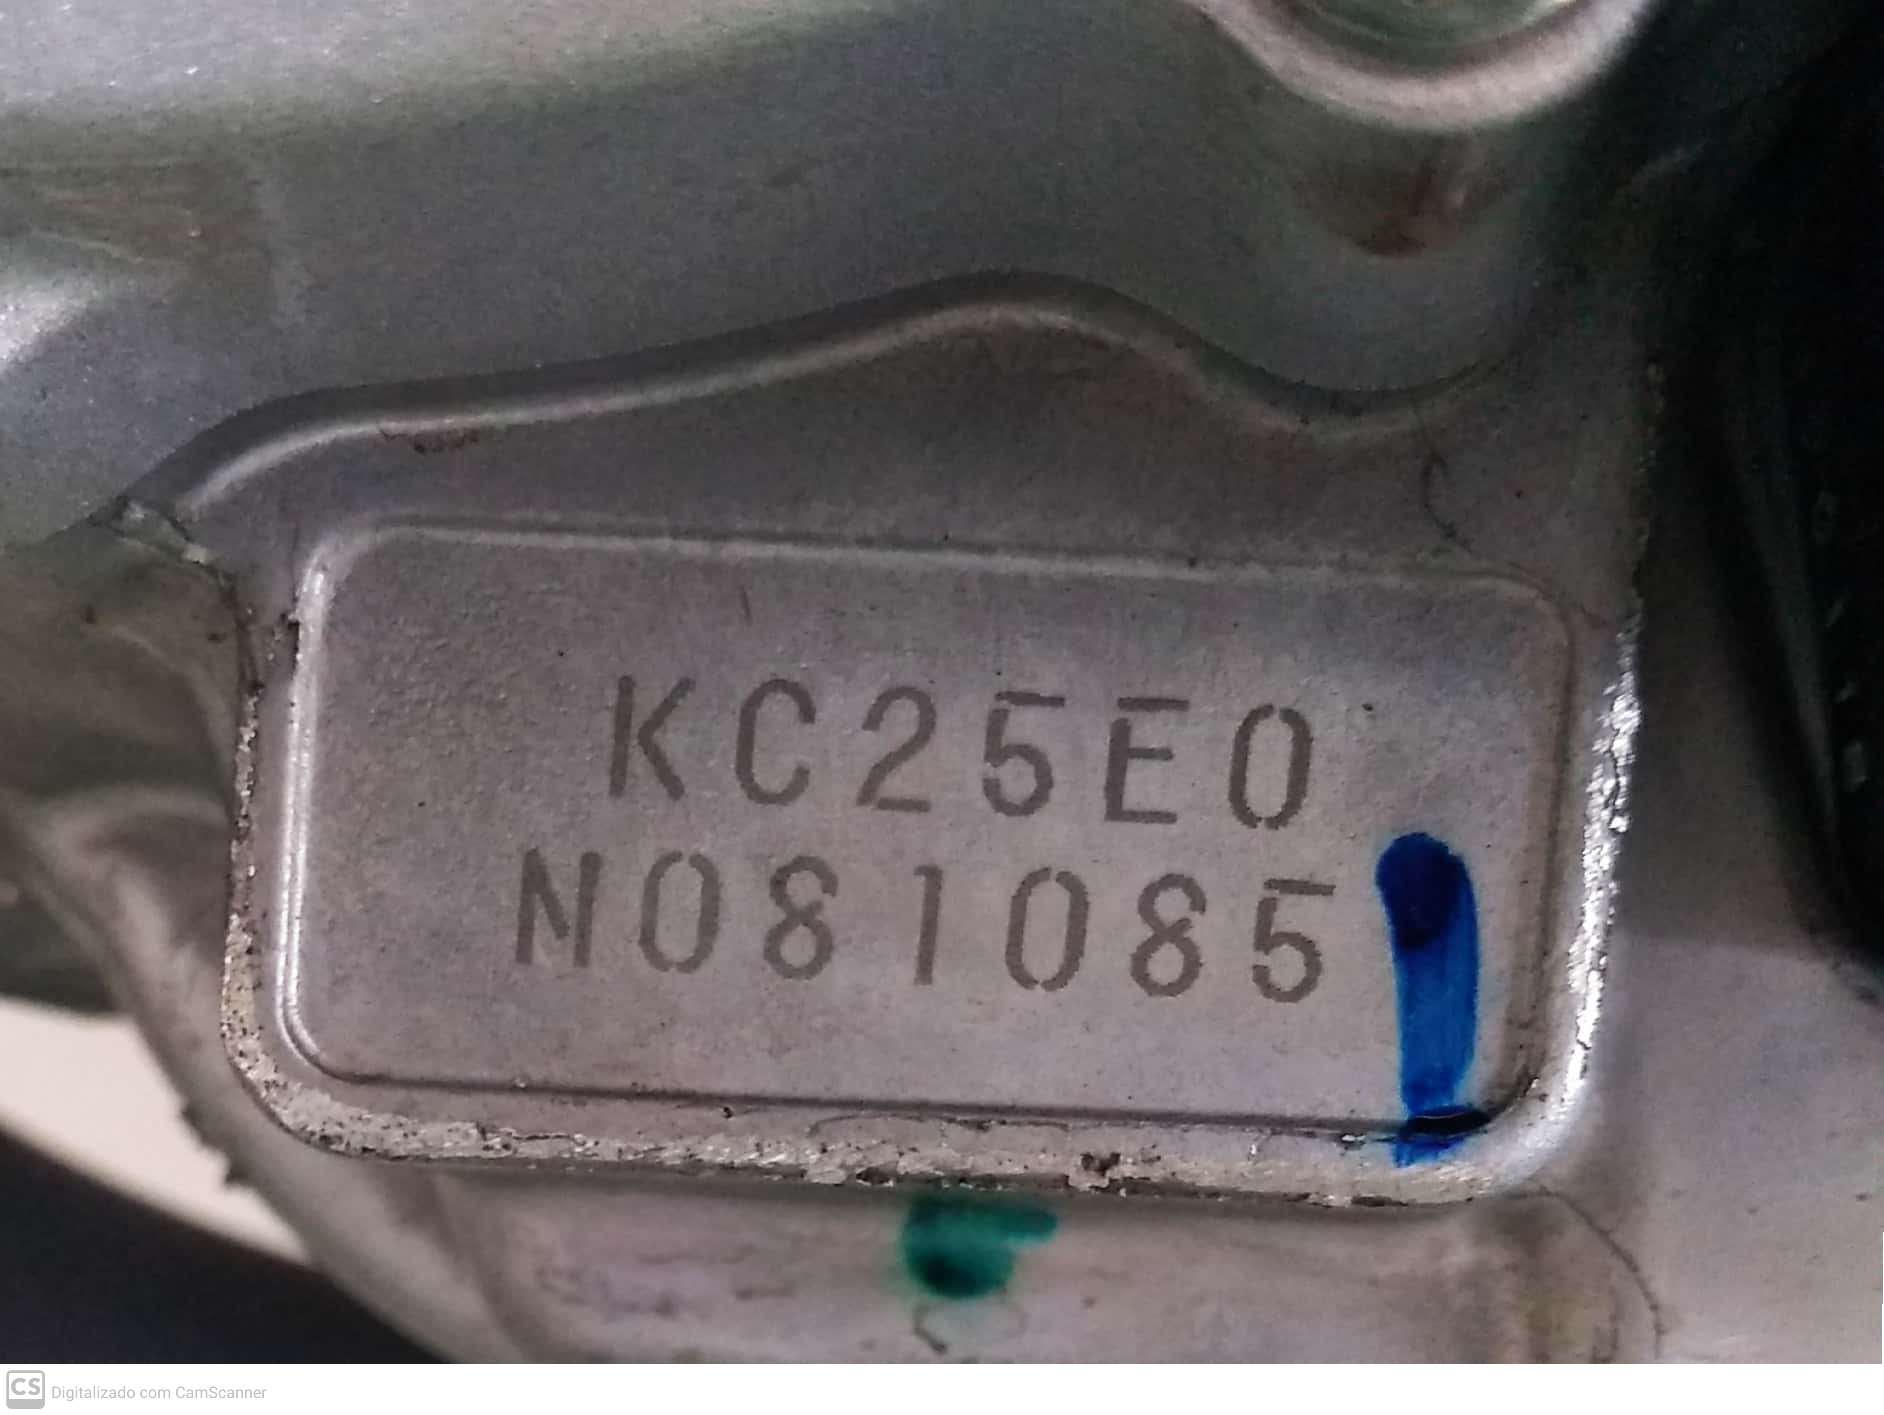 KC25E0
N081085
CS Digitalizado com CamScanner